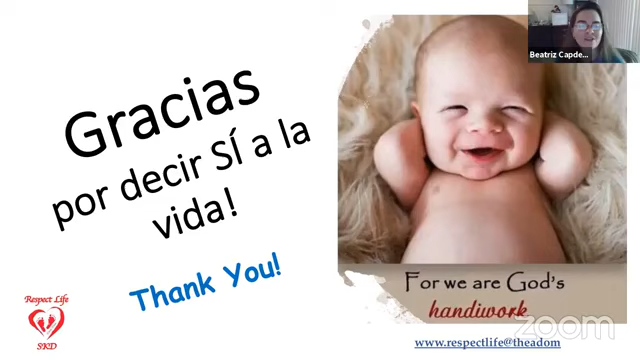 Beatriz Capde...
Gracias
por decir SÍ a la
vida!
Thank You!
For we are God's
handiwork
Respect Life
SKD
www.respectlife@theadom
zoom